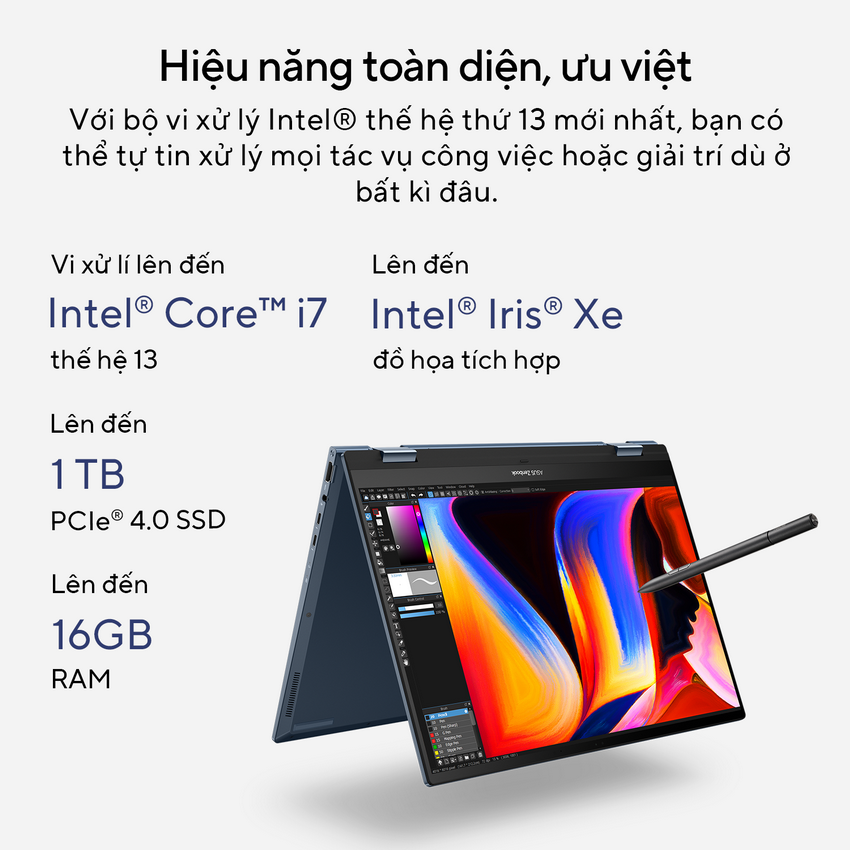 Hiệu năng toàn diện, ưu việt
Với bộ vi xử lý Intel® thế hệ thứ 13 mới nhất, bạn có
thể tự tin xử lý mọi tác vụ công việc hoặc giải trí dù ở
bất kì đâu.
Vi xử lí lên đến
Intel® Core™ i7
thế hệ 13
Lên đến
Intel® Iris® Xe
đồ họa tích hợp
Lên đến
1 TB
PCIe® 4.0 SSD
Lên đến
16GB
RAM
ASUS Zenbook